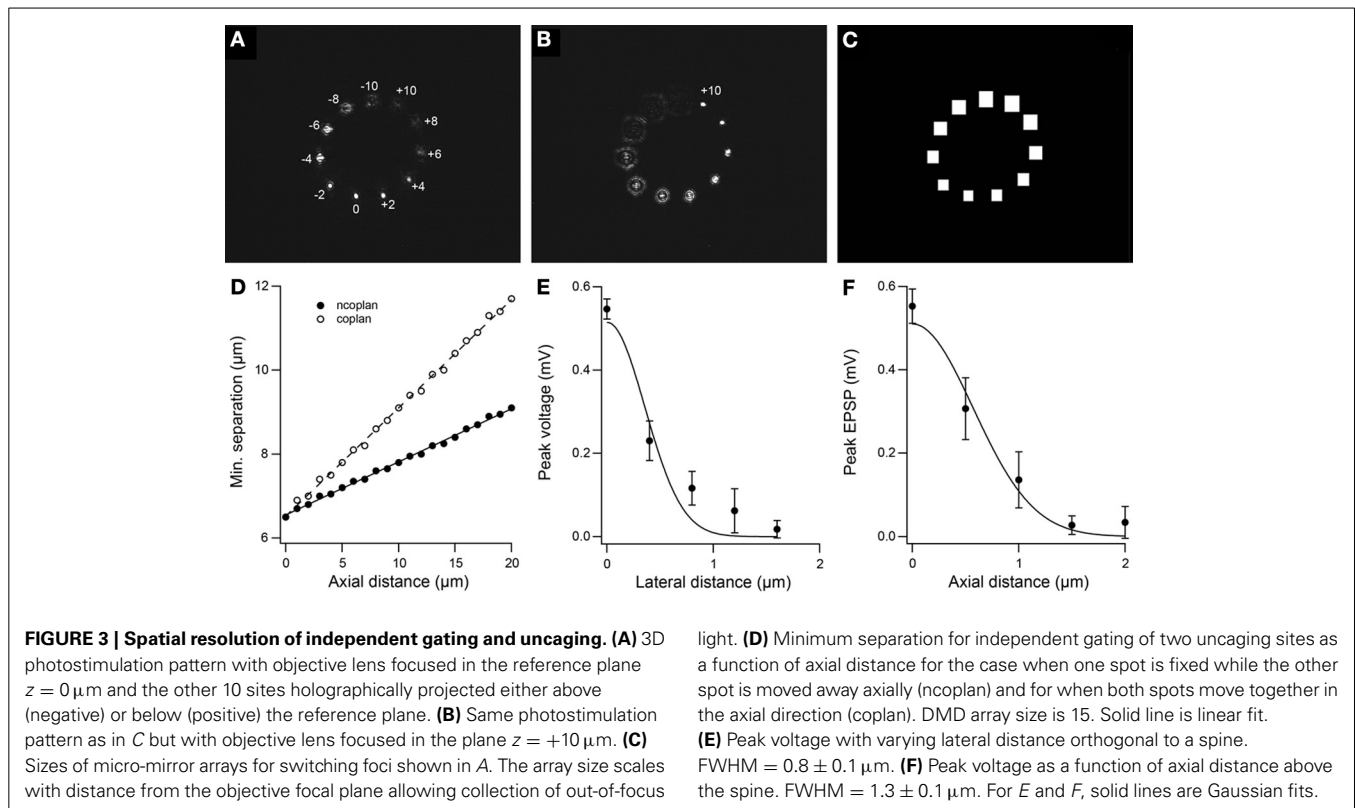 A
-10
+10
-8
+8
-6
+6
-4
+4
-2
+2
0
B
+10
C
D
12
10
8
6
Min. separation (µm)
ncoplan
coplan
0
5
10
15
20
Axial distance (µm)
E
0.6
0.4
0.2
0.0
Peak voltage (mV)
0
1
2
Lateral distance (µm)
F
0.6
0.4
0.2
0.0
Peak EPSP (mV)
0
1
2
Axial distance (µm)
FIGURE 3 | Spatial resolution of independent gating and uncaging. (A) 3D
photostimulation pattern with objective lens focused in the reference plane
z = 0 µm and the other 10 sites holographically projected either above
(negative) or below (positive) the reference plane. (B) Same photostimulation
pattern as in C but with objective lens focused in the plane z = +10 µm. (C)
Sizes of micro-mirror arrays for switching foci shown in A. The array size scales
with distance from the objective focal plane allowing collection of out-of-focus
light. (D) Minimum separation for independent gating of two uncaging sites as
a function of axial distance for the case when one spot is fixed while the other
spot is moved away axially (ncoplan) and for when both spots move together in
the axial direction (coplan). DMD array size is 15. Solid line is linear fit.
(E) Peak voltage with varying lateral distance orthogonal to a spine.
FWHM = 0.8 ± 0.1 µm. (F) Peak voltage as a function of axial distance above
the spine. FWHM = 1.3 ± 0.1 µm. For E and F, solid lines are Gaussian fits.